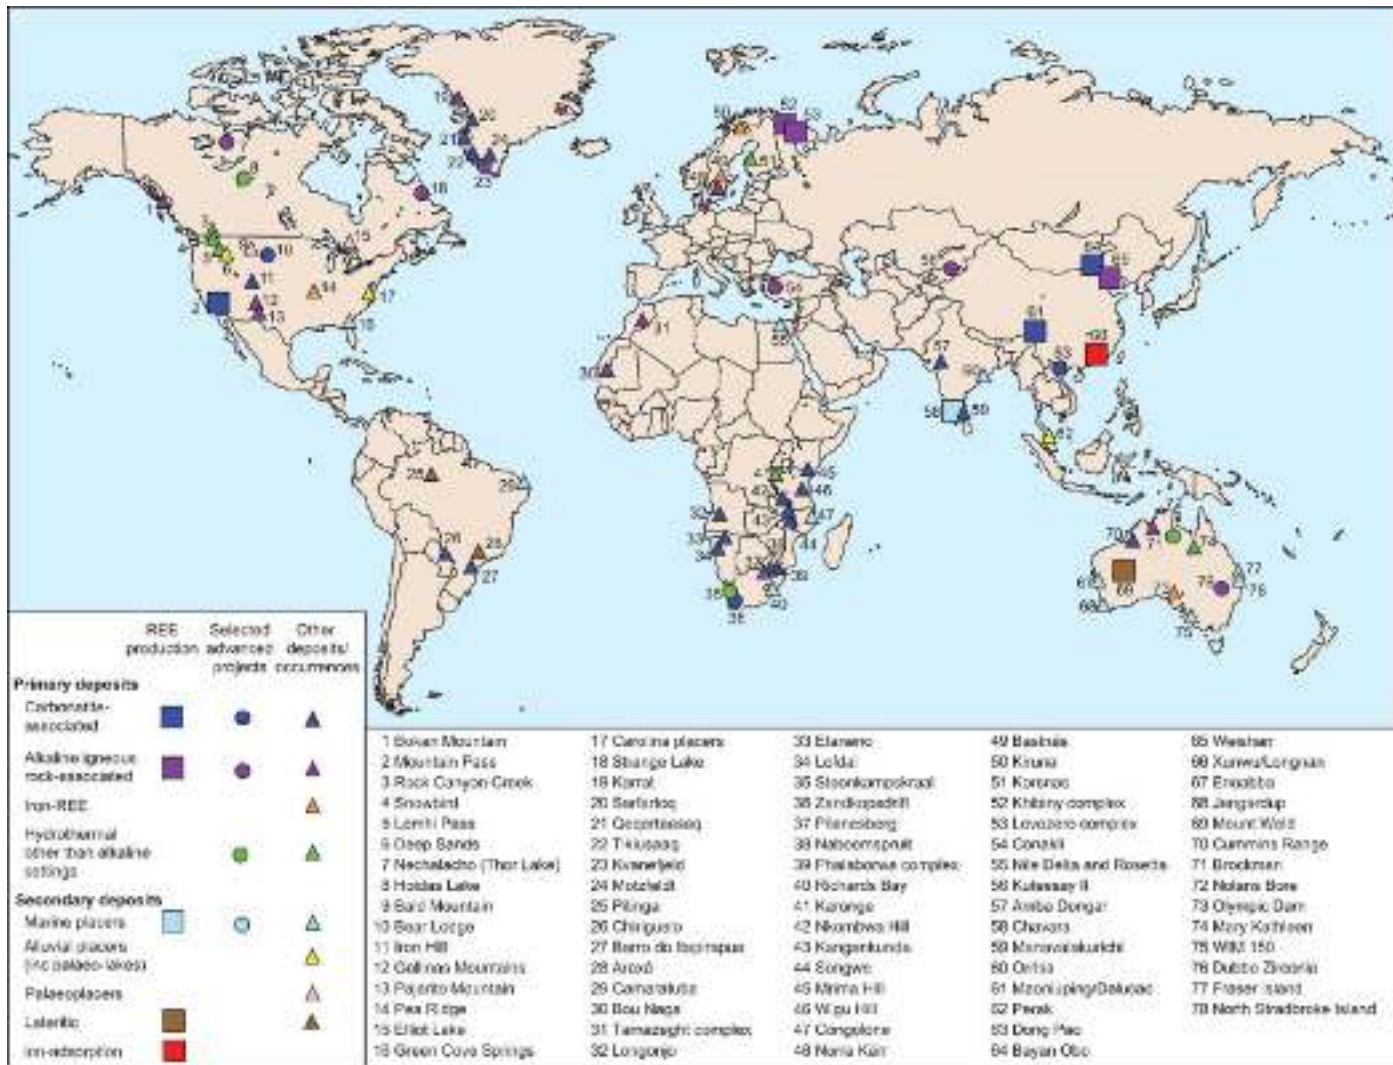 REE production
Selected advanced projects
Other deposits/ occurrences
Primary deposits
Carbonatite-associated
Alkaline igneous rock-associated
Iron-REE
Hydrothermal other than alkaline settings
Secondary deposits
Marine placers
Alluvial placers (inc palaeo-lakes)
Palaeoplacers
Lateritic
Ion-adsorption
1 Bokan Mountain
2 Mountain Pass
3 Rock Canyon Creek
4 Snowbird
5 Lemhi Pass
6 Deep Sands
7 Nechalacho (Thor Lake)
8 Hoidas Lake
9 Bald Mountain
10 Bear Lodge
11 Iron Hill
12 Gallinas Mountains
13 Pajarito Mountain
14 Pea Ridge
15 Elliot Lake
16 Green Cove Springs
17 Carolina placers
18 Strange Lake
19 Karrat
20 Sarfartoq
21 Qeqertaasaq
22 Tikiusaaq
23 Kvanefjeld
24 Motzfeldt
25 Pitinga
26 Chiriguelo
27 Barro do Itapirapua
28 Araxá
29 Camaratuba
30 Bou Naga
31 Tamazeght complex
32 Longonjo
33 Etaneno
34 Lofdal
35 Steenkampskraal
36 Zandkopsdrift
37 Pilanesberg
38 Naboomspruit
39 Phalaborwa complex
40 Richards Bay
41 Karonge
42 Nkombwa Hill
43 Kangankunde
44 Songwe
45 Mrima Hill
46 Wigu Hill
47 Congolone
48 Norra Kärr
49 Bastnäs
50 Kiruna
51 Korsnas
52 Khibiny complex
53 Lovozero complex
54 Conakli
55 Nile Delta and Rosetta
56 Kutessay II
57 Amba Dongar
58 Chavara
59 Manavalakurichi
60 Orissa
61 Maoniuping/Dalucao
62 Perak
63 Dong Pao
64 Bayan Obo
65 Weishan
66 Xunwu/Longnan
67 Eneabba
68 Jangardup
69 Mount Weld
70 Cummins Range
71 Brockman
72 Nolans Bore
73 Olympic Dam
74 Mary Kathleen
75 WIM 150
76 Dubbo Zirconia
77 Fraser Island
78 North Stradbroke Island